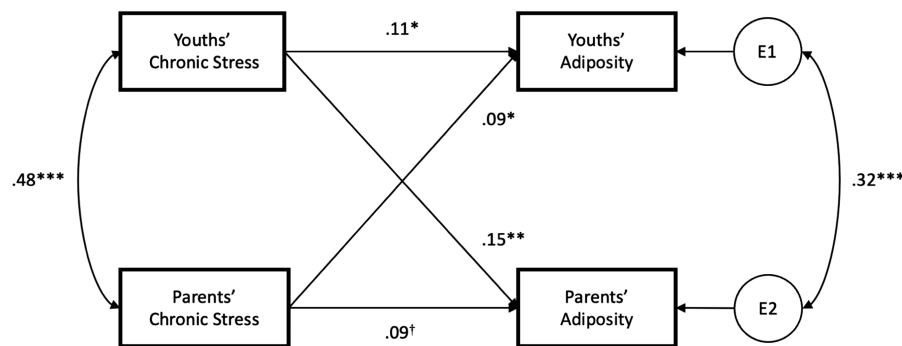 .11*
Youths'
Chronic Stress
Youths'
Adiposity
E1
.09*
.48***
.32***
.15**
Parents'
Chronic Stress
Parents'
Adiposity
E2
.09†